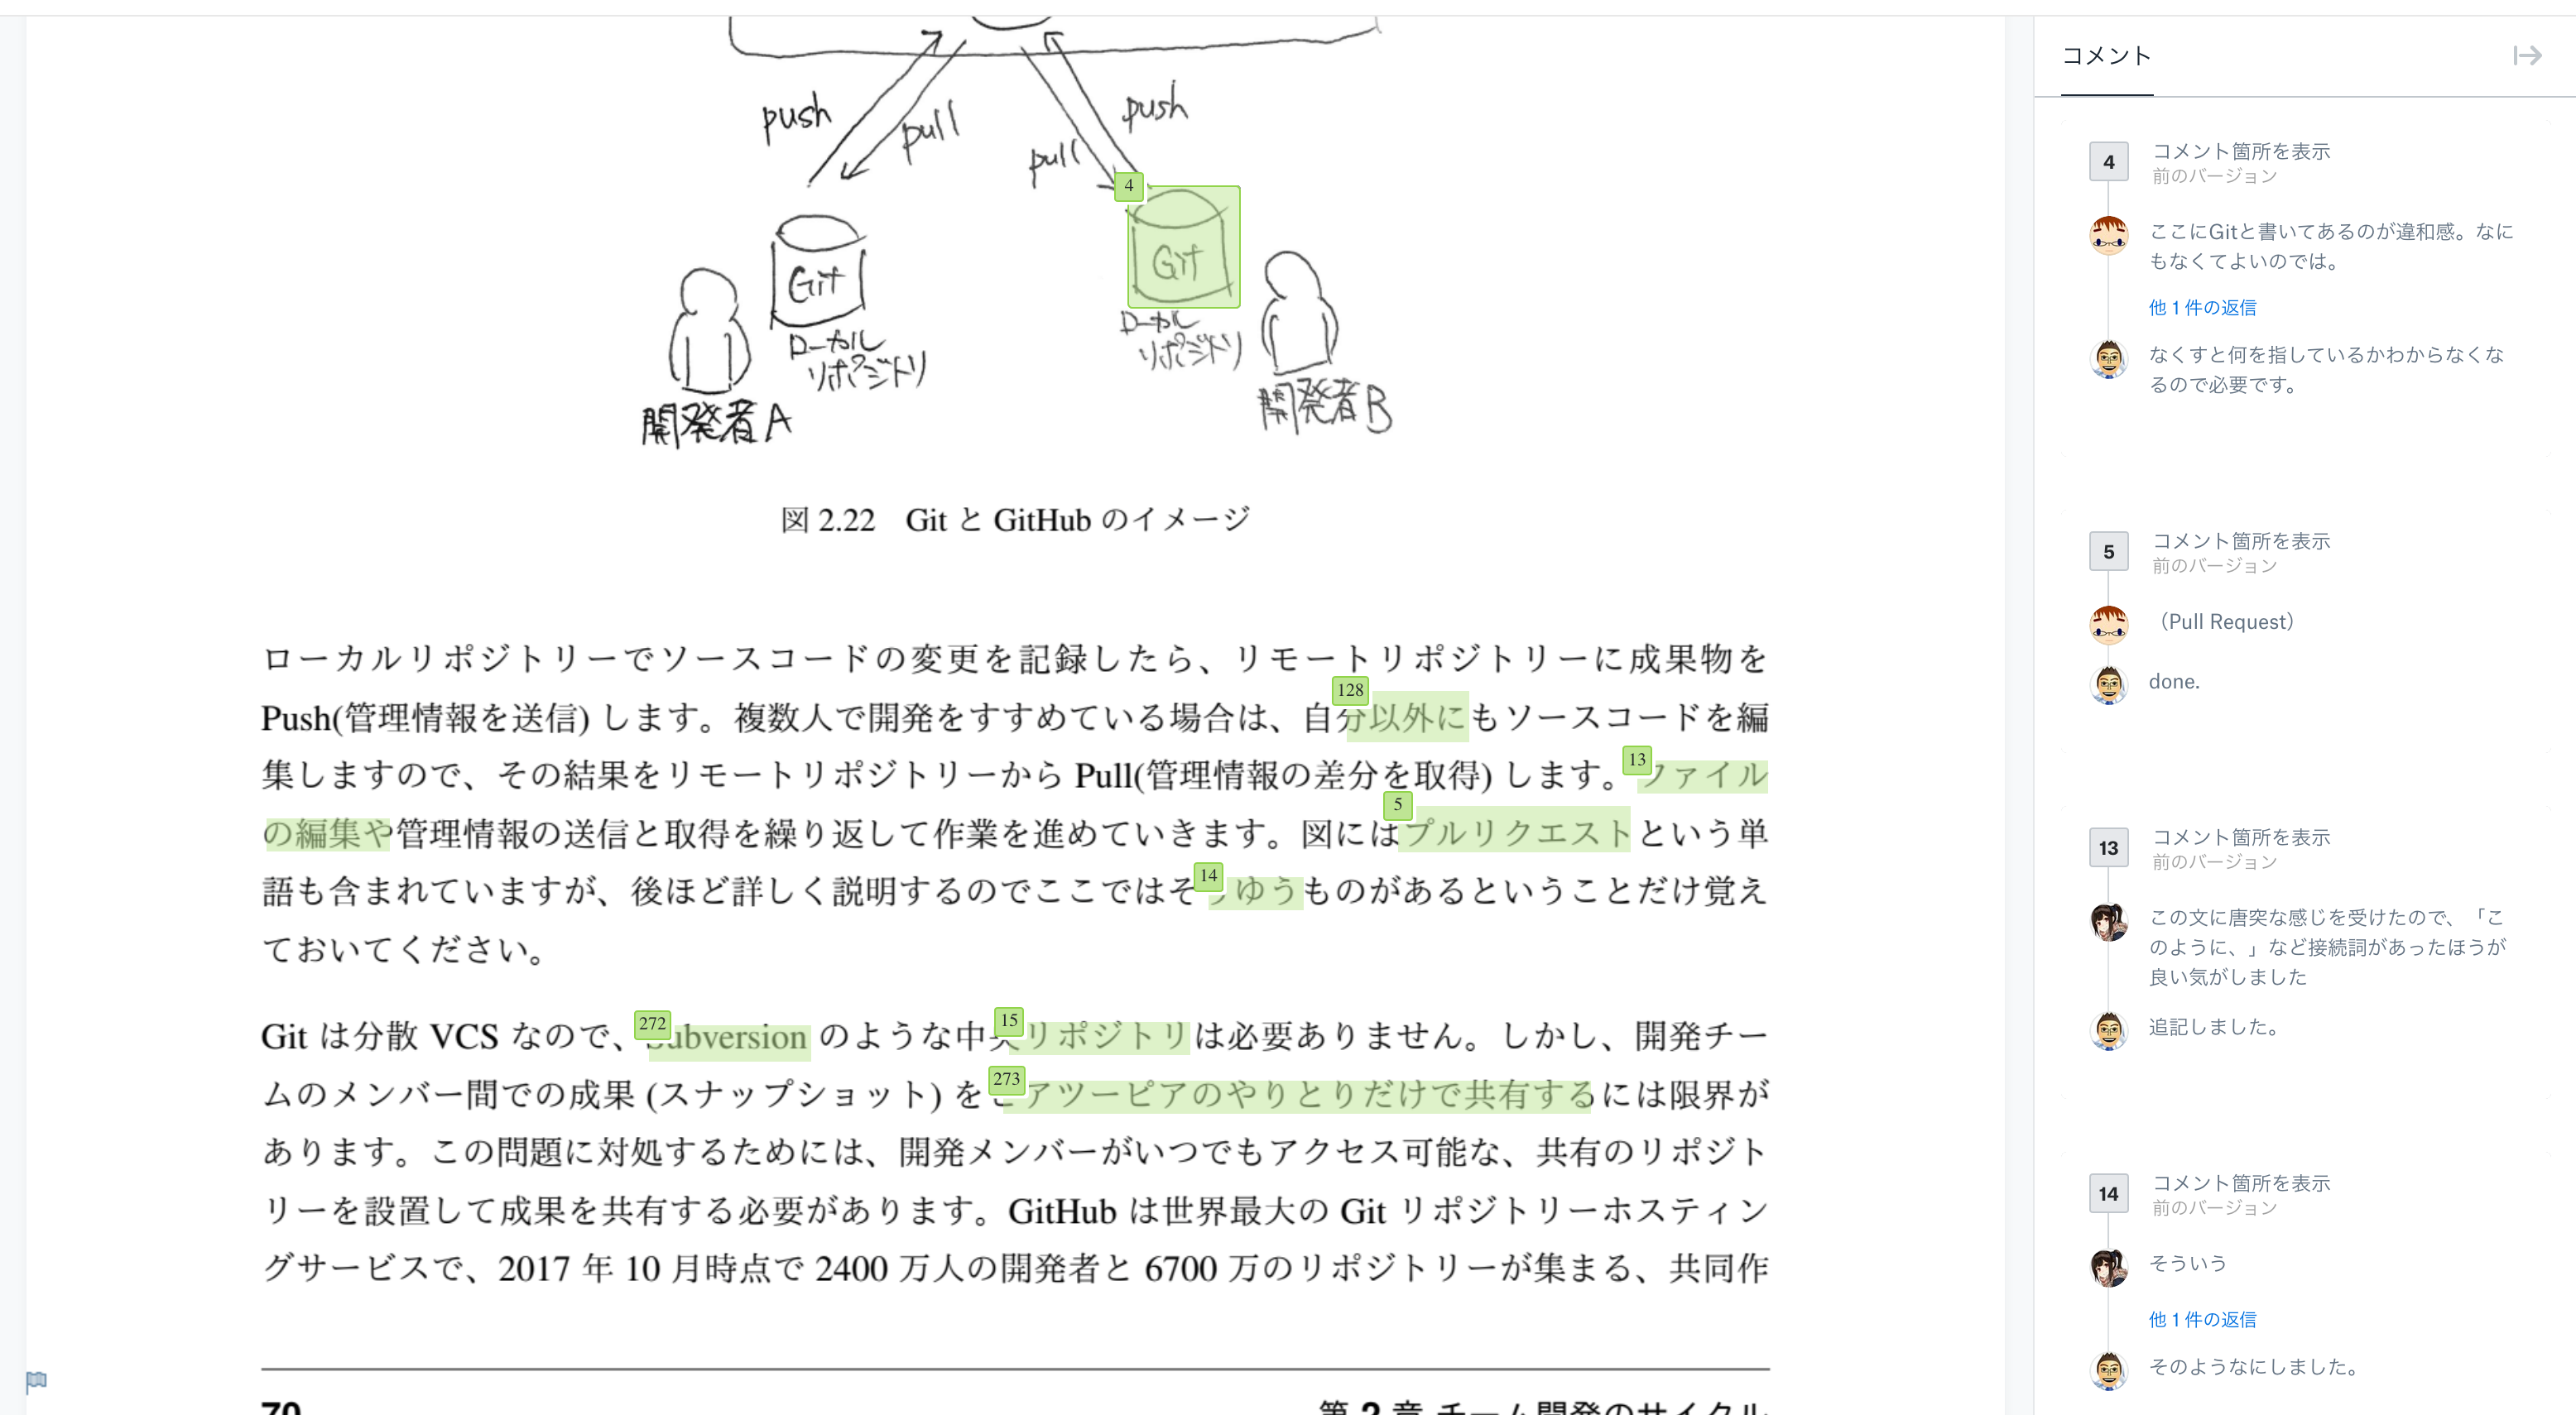 push
pull
pull
push
4
Git
Git
ローカル
リポジトリ
ローカル
リポジトリ
開発者A
開発者B
図 2.22 Git と GitHub のイメージ
ローカルリポジトリーでソースコードの変更を記録したら、リモートリポジトリーに成果物を
128
Push(管理情報を送信) します。複数人で開発をすすめている場合は、自分以外にもソースコードを編
13
集しますので、その結果をリモートリポジトリーから Pull(管理情報の差分を取得) します。ファイル
5
の編集や管理情報の送信と取得を繰り返して作業を進めていきます。図にはプルリクエストという単
14
語も含まれていますが、後ほど詳しく説明するのでここではそうゆうものがあるということだけ覚え
ておいてください。
272
15
Git は分散 VCS なので、Subversion のような中央リポジトリは必要ありません。しかし、開発チー
273
ムのメンバー間での成果 (スナップショット) をピアツーピアのやりとりだけで共有するには限界が
あります。この問題に対処するためには、開発メンバーがいつでもアクセス可能な、共有のリポジト
リーを設置して成果を共有する必要があります。GitHub は世界最大の Git リポジトリーホスティン
グサービスで、2017 年 10 月時点で 2400 万人の開発者と 6700 万のリポジトリーが集まる、共同作
70
第 2 章 チーム開発のサイクル
コメント
4
コメント箇所を表示
前のバージョン
ここにGitと書いてあるのが違和感。なに
もなくてよいのでは。
他 1 件の返信
なくすと何を指しているかわからなくな
るので必要です。
5
コメント箇所を表示
前のバージョン
（Pull Request）
done.
13
コメント箇所を表示
前のバージョン
この文に唐突な感じを受けたので、「こ
のように、」など接続詞があったほうが
良い気がしました
追記しました。
14
コメント箇所を表示
前のバージョン
そういう
他 1 件の返信
そのようなにしました。